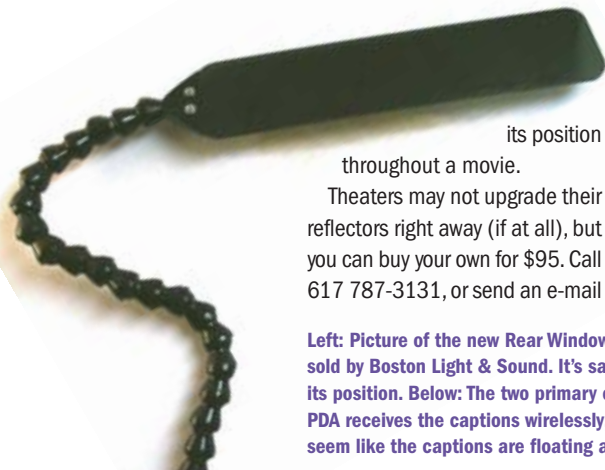 its position
throughout a movie.
Theaters may not upgrade their
reflectors right away (if at all), but
you can buy your own for $95. Call
617 787-3131, or send an e-mail
Left: Picture of the new Rear Window
sold by Boston Light & Sound. It's sa
its position. Below: The two primary
PDA receives the captions wirelessly
seem like the captions are floating a